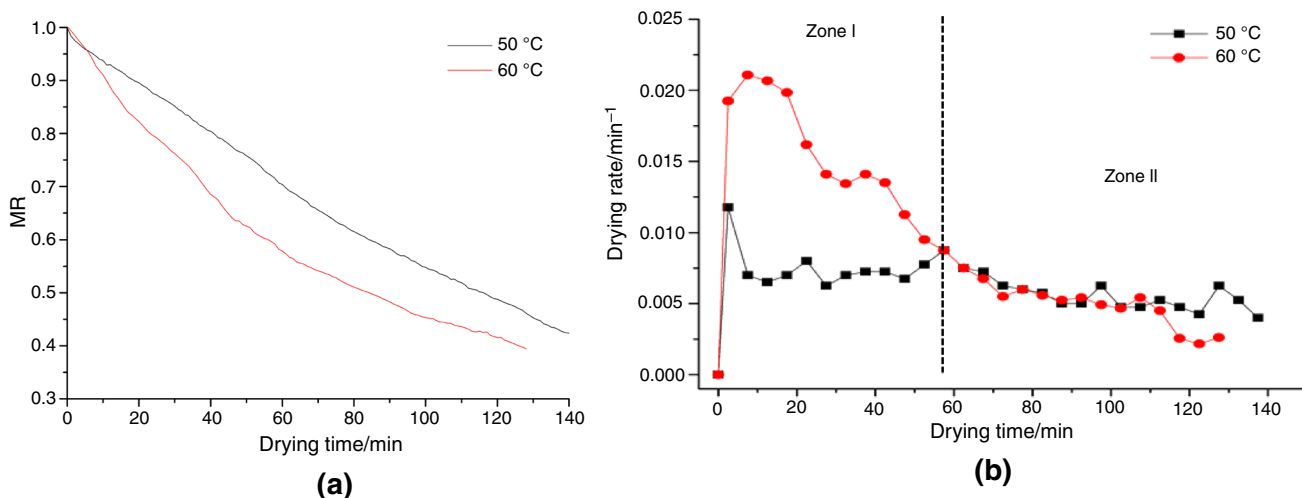 1.0
0.9
0.8
0.7
0.6
0.5
0.4
0.3
MR
50 °C
60 °C
0 20 40 60 80 100 120 140
Drying time/min
(a)
0.025
0.020
0.015
0.010
0.005
0.000
Drying rate/min⁻¹
Zone I
50 °C
60 °C
Zone II
0 20 40 60 80 100 120 140
Drying time/min
(b)